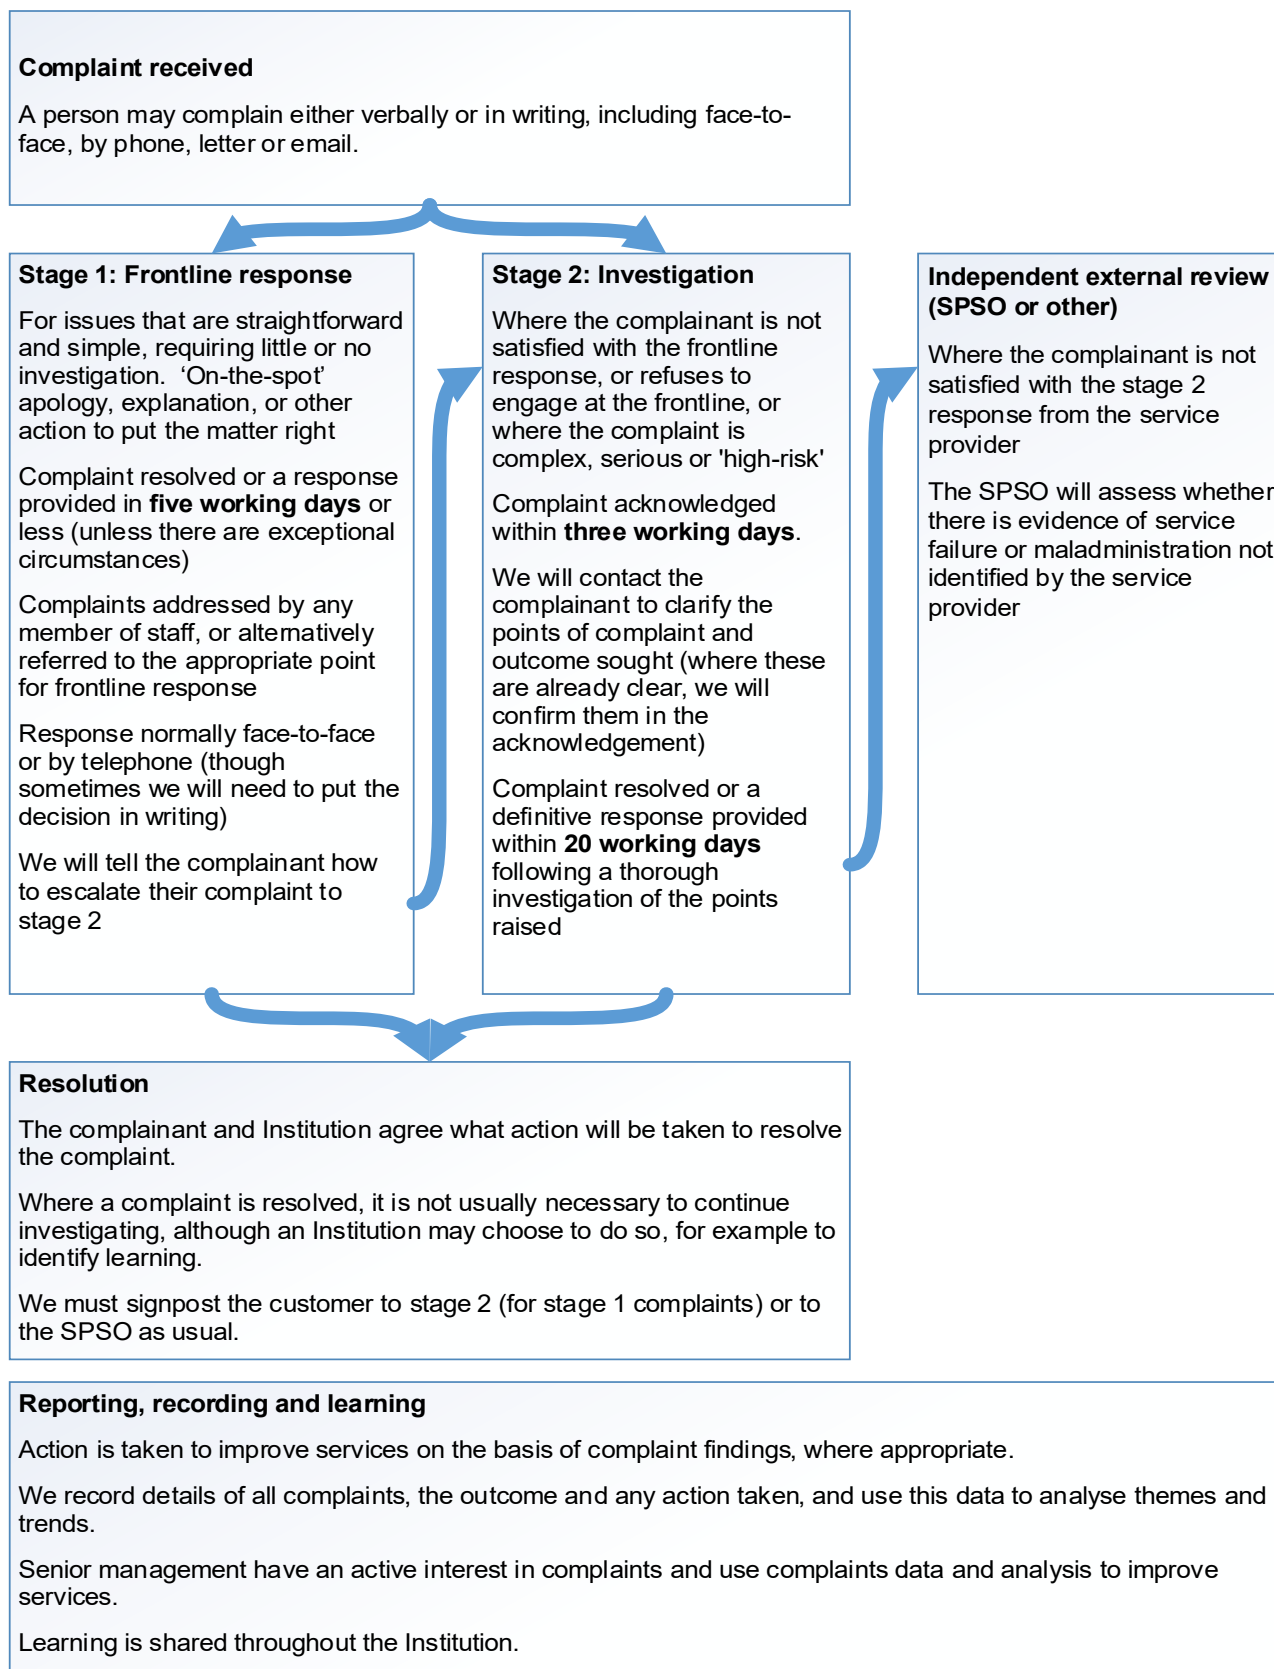 Complaint received
A person may complain either verbally or in writing, including face-to-
face, by phone, letter or email.
Stage 1: Frontline response
For issues that are straightforward
and simple, requiring little or no
investigation.  ‘On-the-spot’
apology, explanation, or other
action to put the matter right
Complaint resolved or a response
provided in five working days or
less (unless there are exceptional
circumstances)
Complaints addressed by any
member of staff, or alternatively
referred to the appropriate point
for frontline response
Response normally face-to-face
or by telephone (though
sometimes we will need to put the
decision in writing)
We will tell the complainant how
to escalate their complaint to
stage 2
Stage 2: Investigation
Where the complainant is not
satisfied with the frontline
response, or refuses to
engage at the frontline, or
where the complaint is
complex, serious or 'high-risk'
Complaint acknowledged
within three working days.
We will contact the
complainant to clarify the
points of complaint and
outcome sought (where these
are already clear, we will
confirm them in the
acknowledgement)
Complaint resolved or a
definitive response provided
within 20 working days
following a thorough
investigation of the points
raised
Independent external review
(SPSO or other)
Where the complainant is not
satisfied with the stage 2
response from the service
provider
The SPSO will assess whether
there is evidence of service
failure or maladministration not
identified by the service
provider
Resolution
The complainant and Institution agree what action will be taken to resolve
the complaint.
Where a complaint is resolved, it is not usually necessary to continue
investigating, although an Institution may choose to do so, for example to
identify learning.
We must signpost the customer to stage 2 (for stage 1 complaints) or to
the SPSO as usual.
Reporting, recording and learning
Action is taken to improve services on the basis of complaint findings, where appropriate.
We record details of all complaints, the outcome and any action taken, and use this data to analyse themes and
trends.
Senior management have an active interest in complaints and use complaints data and analysis to improve
services.
Learning is shared throughout the Institution.